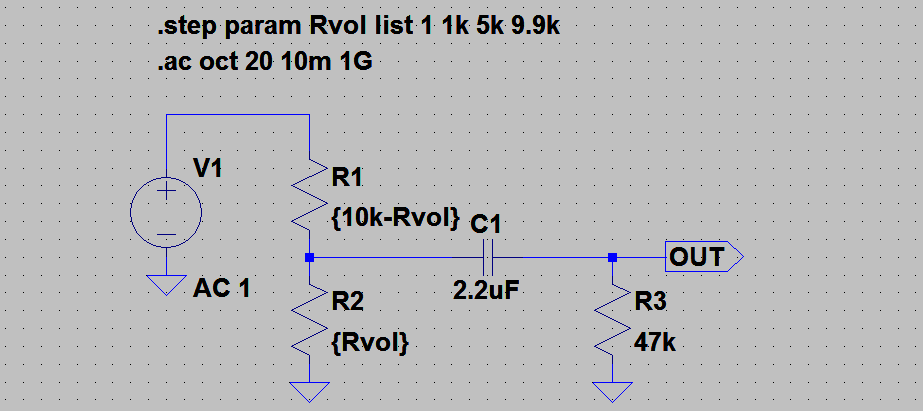 .step param Rvol list 1 1k 5k 9.9k
.ac oct 20 10m 1G
V1
R1
{10k-Rvol}
C1
OUT
AC 1
R2
2.2uF
R3
{Rvol}
47k